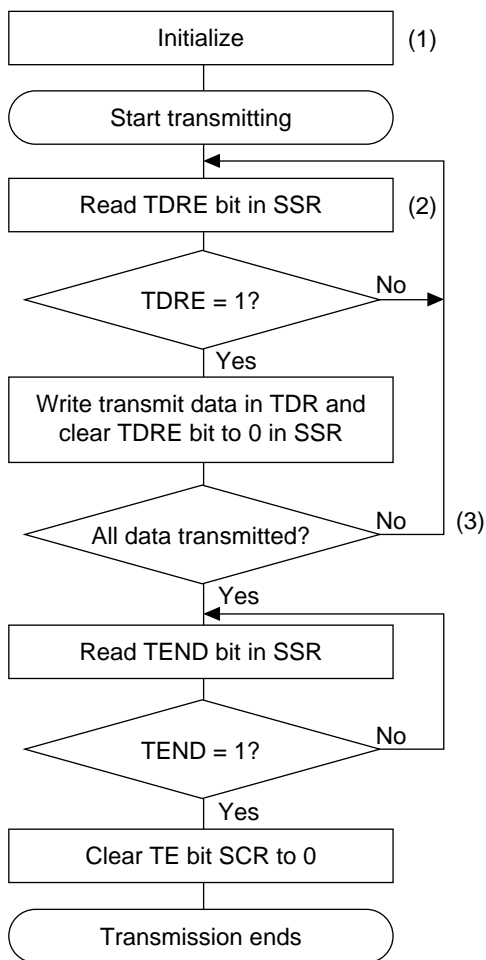 Initialize (1)
Start transmitting
Read TDRE bit in SSR (2)
TDRE = 1? No
Yes
Write transmit data in TDR and
clear TDRE bit to 0 in SSR
All data transmitted? No (3)
Yes
Read TEND bit in SSR
TEND = 1? No
Yes
Clear TE bit SCR to 0
Transmission ends